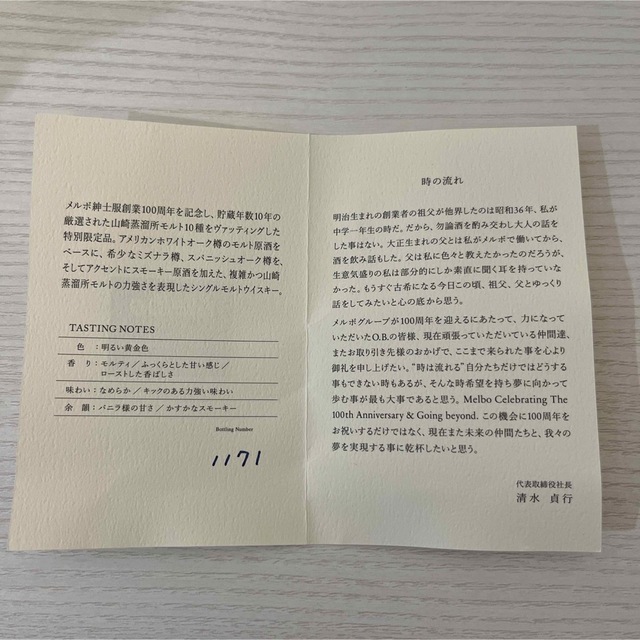 メルボ紳士服創業100周年を記念し、貯蔵年数10年の
厳選された山崎蒸溜所モルト10種をヴァッティングした
特別限定品。アメリカンホワイトオーク樽のモルト原酒を
ベースに、希少なミズナラ樽、スパニッシュオーク樽を、
そしてアクセントにスモーキー原酒を加えた、複雑かつ山崎
蒸溜所モルトの力強さを表現したシングルモルトウイスキー。
TASTING NOTES
色 ：明るい黄金色
香 り：モルティ / ふっくらとした甘い感じ /
ローストした香ばしさ
味わい：なめらか / キックのある力強い味わい
余 韻：バニラ様の甘さ / かすかなスモーキー
Bottling Number
1171
時の流れ
明治生まれの創業者の祖父が他界したのは昭和36年、私が
中学一年生の時だ。だから、勿論酒を酌み交わし大人の話を
した事はない。大正生まれの父とは私がメルボで働いてから、
酒を飲み話もした。父は私に色々と教えたかったのだろうが、
生意気盛りの私は部分的にしか素直に聞く耳を持っていな
かった。もうすぐ古希になる今日この頃、祖父、父とゆっくり
話をしてみたいと心の底から思う。
メルボグループが100周年を迎えるにあたって、力になって
いただいたO.B.の皆様、現在頑張っていただいている仲間達、
またお取り引き先様のおかげで、ここまで来られた事を心より
御礼を申し上げたい。“時は流れる”自分たちだけではどうする
事もできない時もあるが、そんな時希望を持ち夢に向かって
歩む事が最も大事であると思う。Melbo Celebrating The
100th Anniversary & Going beyond. この機会に100周年を
お祝いするだけではなく、現在また未来の仲間たちと、我々の
夢を実現する事に乾杯したいと思う。
代表取締役社長
清水 貞行